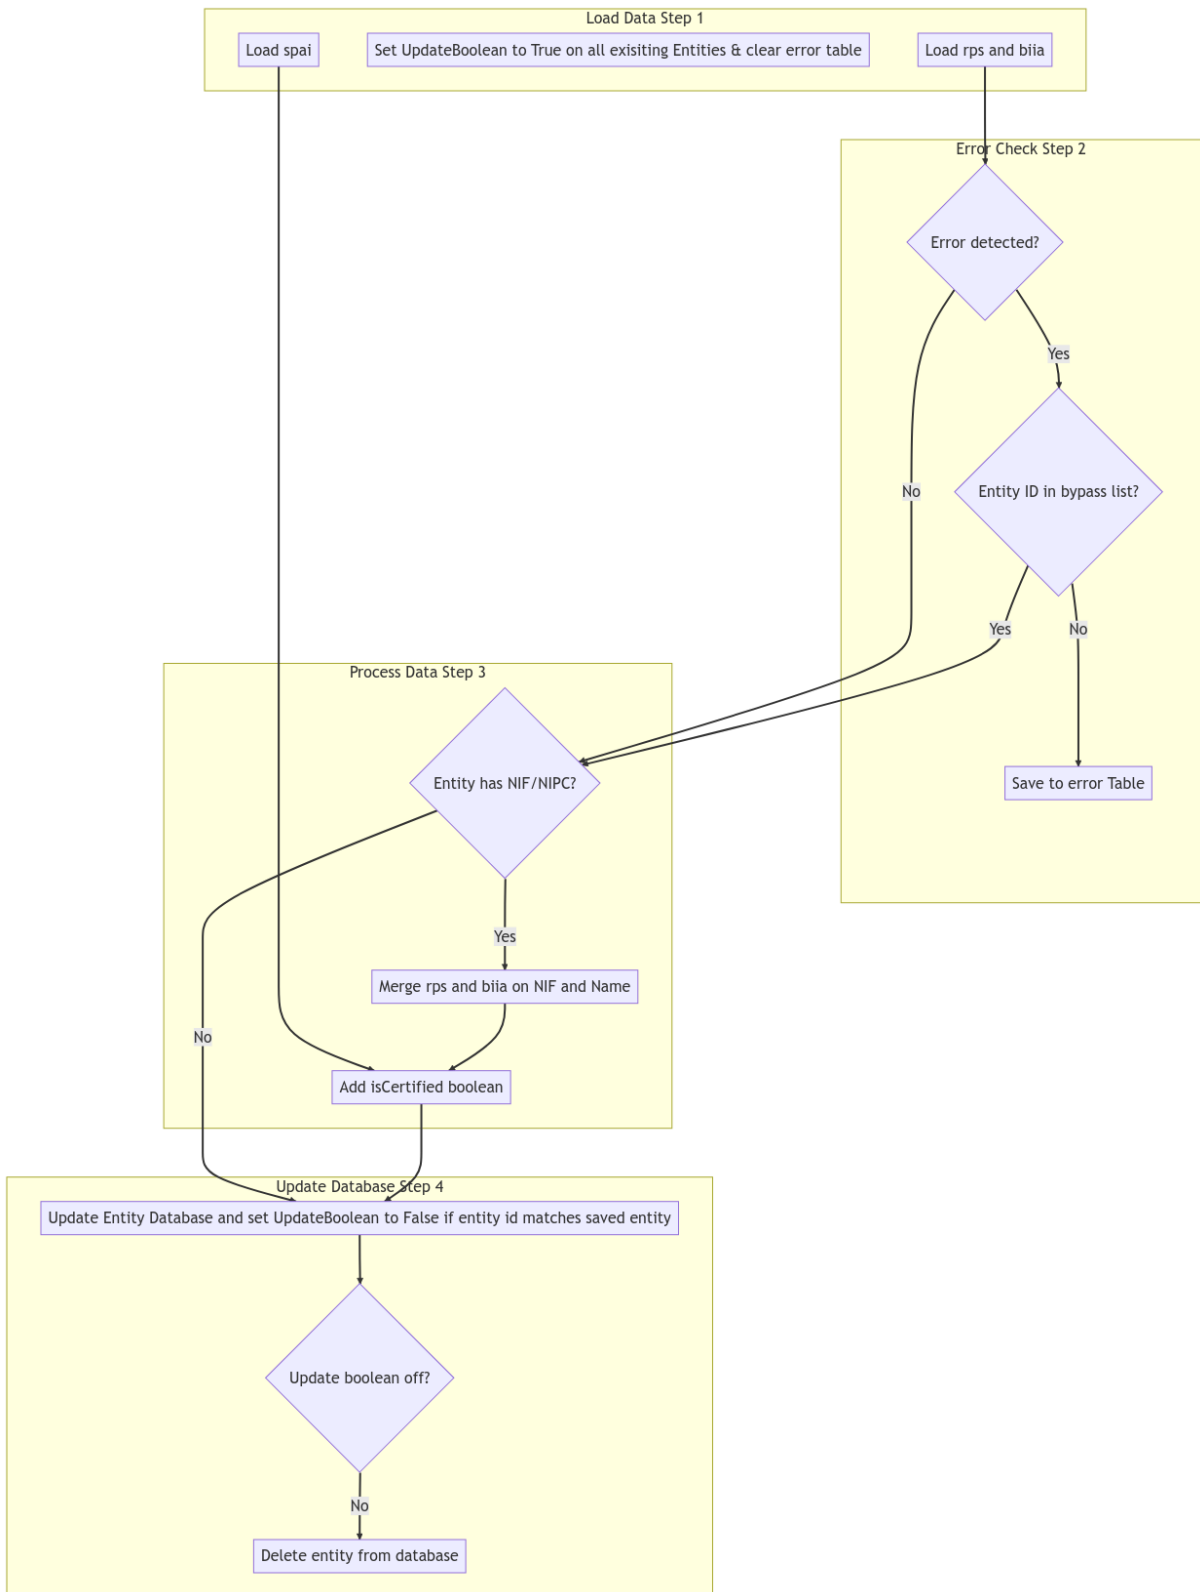 Load Data Step 1
Load spai
Set UpdateBoolean to True on all exisiting Entities & clear error table
Load rps and biia
Error Check Step 2
Error detected?
Yes
No
Entity ID in bypass list?
Yes
No
Save to error Table
Process Data Step 3
Entity has NIF/NIPC?
Yes
Merge rps and biia on NIF and Name
No
Add isCertified boolean
Update Database Step 4
Update Entity Database and set UpdateBoolean to False if entity id matches saved entity
Update boolean off?
No
Delete entity from database